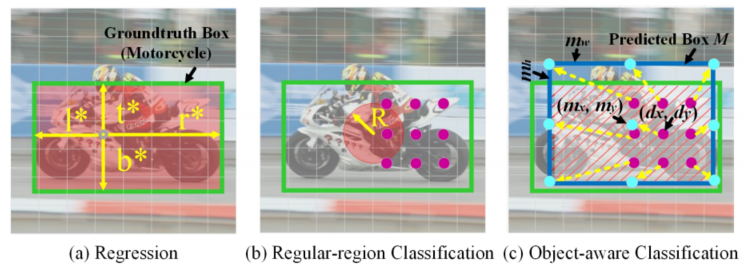 Groundtruth Box
(Motorcycle)
l*
t*
r*
b*
(a) Regression
R
(b) Regular-region Classification
mw
Predicted Box M
mh
(mx, my)
(dx, dy)
(c) Object-aware Classification